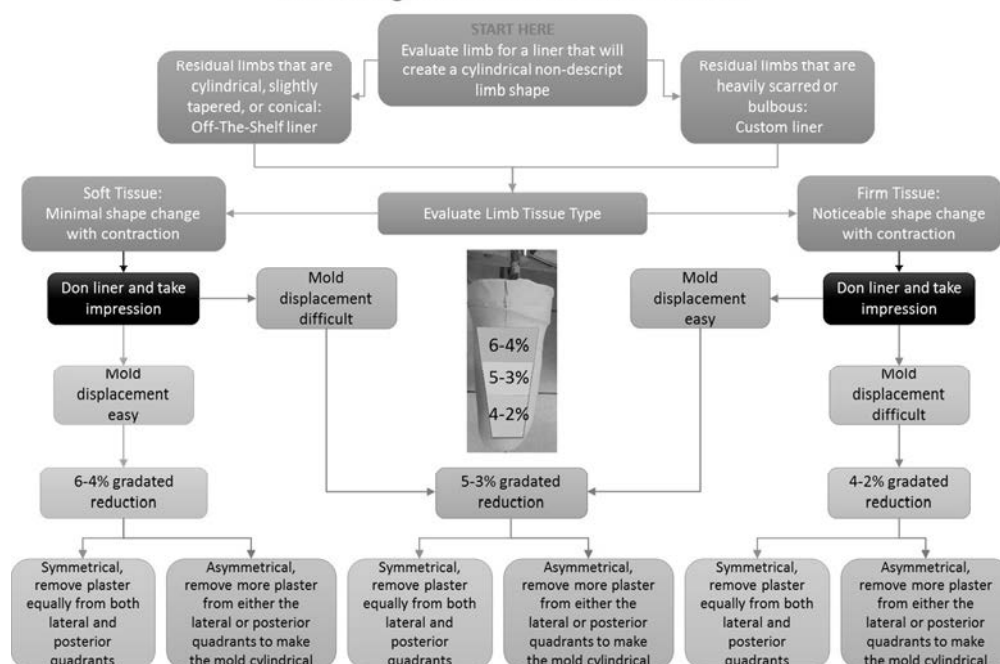 START HERE
Evaluate limb for a liner that will
create a cylindrical non-descript
limb shape
Residual limbs that are
cylindrical, slightly
tapered, or conical:
Off-The-Shelf liner
Residual limbs that are
heavily scarred or
bulbous:
Custom liner
Soft Tissue:
Minimal shape change
with contraction
Evaluate Limb Tissue Type
Firm Tissue:
Noticeable shape change
with contraction
Don liner and take
impression
Mold
displacement
difficult
Mold
displacement
easy
Don liner and take
impression
6-4%
5-3%
4-2%
Mold
displacement
easy
Mold
displacement
difficult
6-4% gradated
reduction
5-3% gradated
reduction
4-2% gradated
reduction
Symmetrical,
remove plaster
equally from both
lateral and
posterior
quadrants
Asymmetrical,
remove more plaster
from either the
lateral or posterior
quadrants to make
the mold cylindrical
Symmetrical,
remove plaster
equally from both
lateral and
posterior
quadrants
Asymmetrical,
remove more plaster
from either the
lateral or posterior
quadrants to make
the mold cylindrical
Symmetrical,
remove plaster
equally from both
lateral and
posterior
quadrants
Asymmetrical,
remove more plaster
from either the
lateral or posterior
quadrants to make
the mold cylindrical